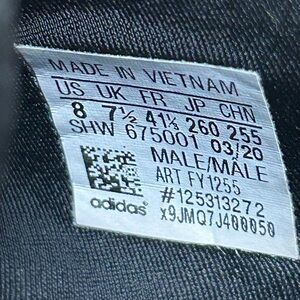 MADE IN VIETNAM
US UK FR JP CHN
8 7½ 41⅓ 260 255
SHW 675001 03/20
MALE/MÂLE
ART FY1255
#125313272
adidas x9JMQ7J400050